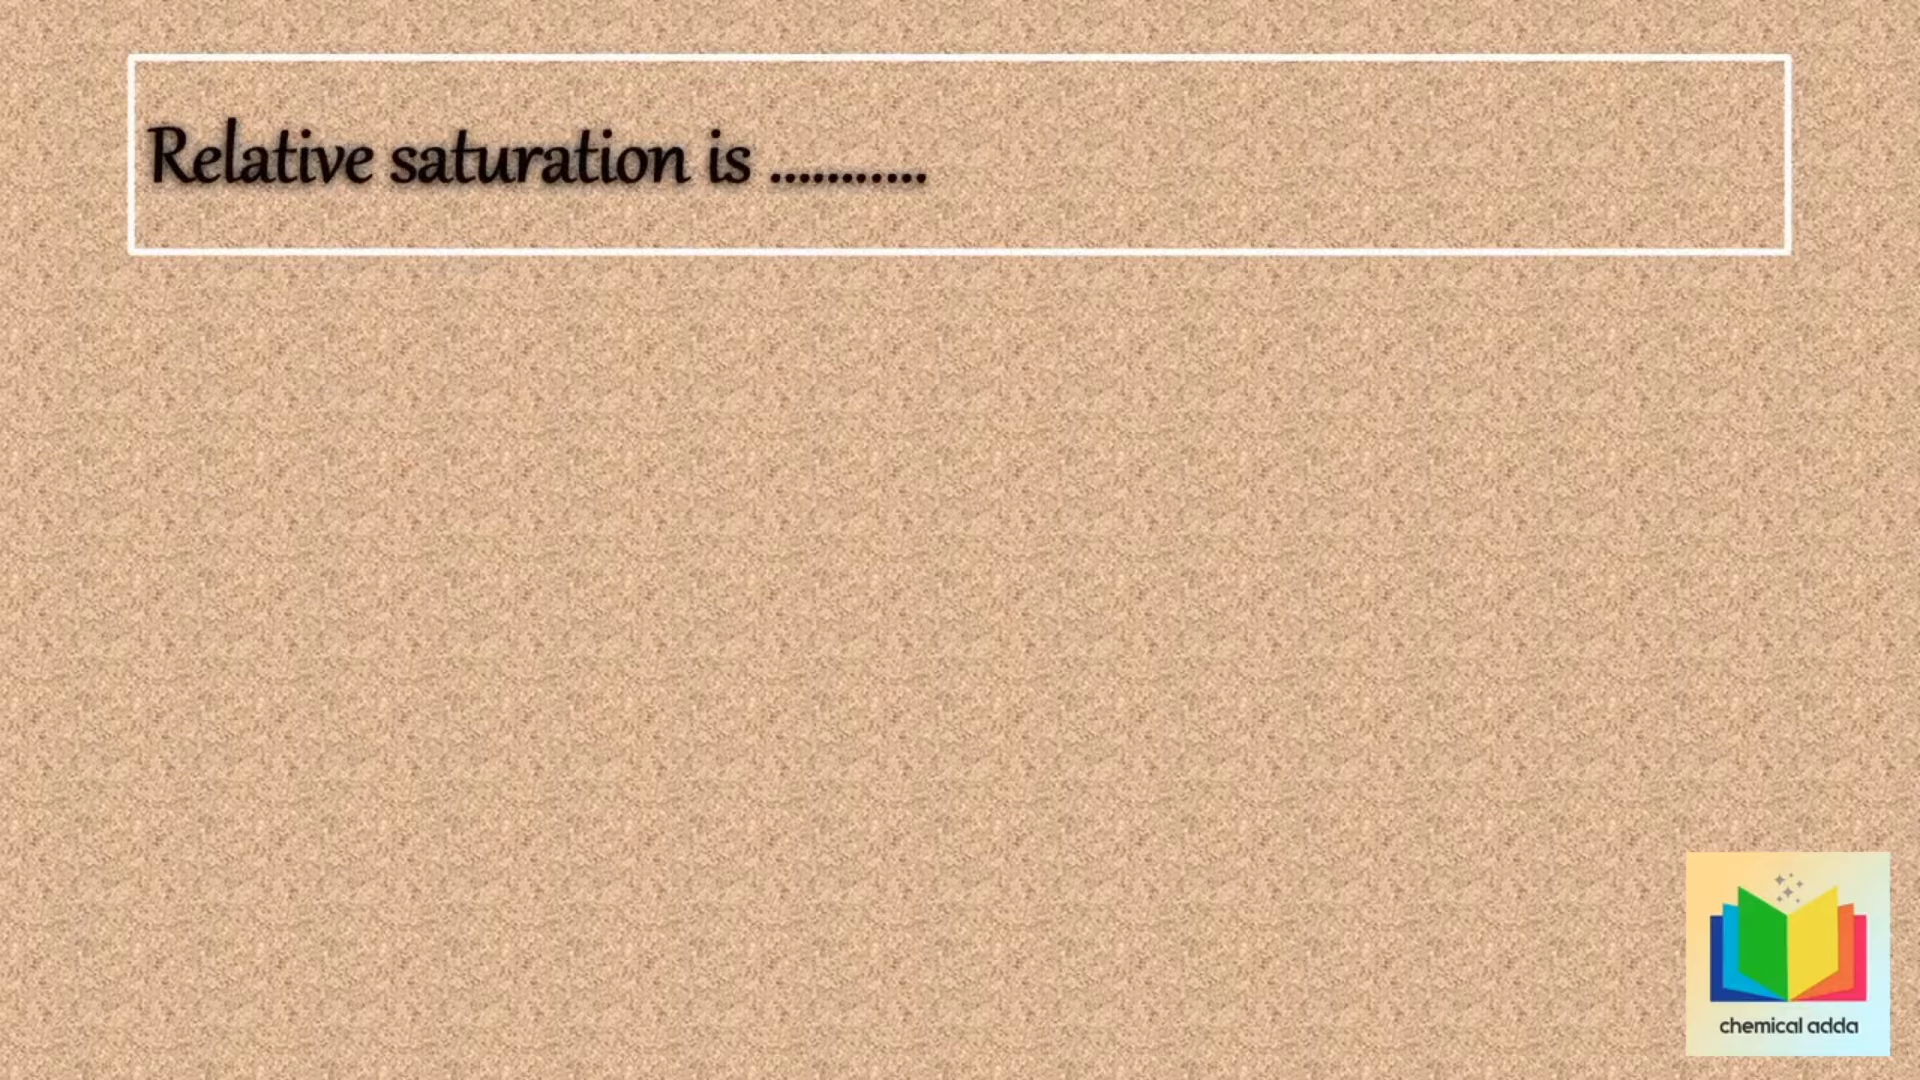 Relative saturation is ...........
chemical adda